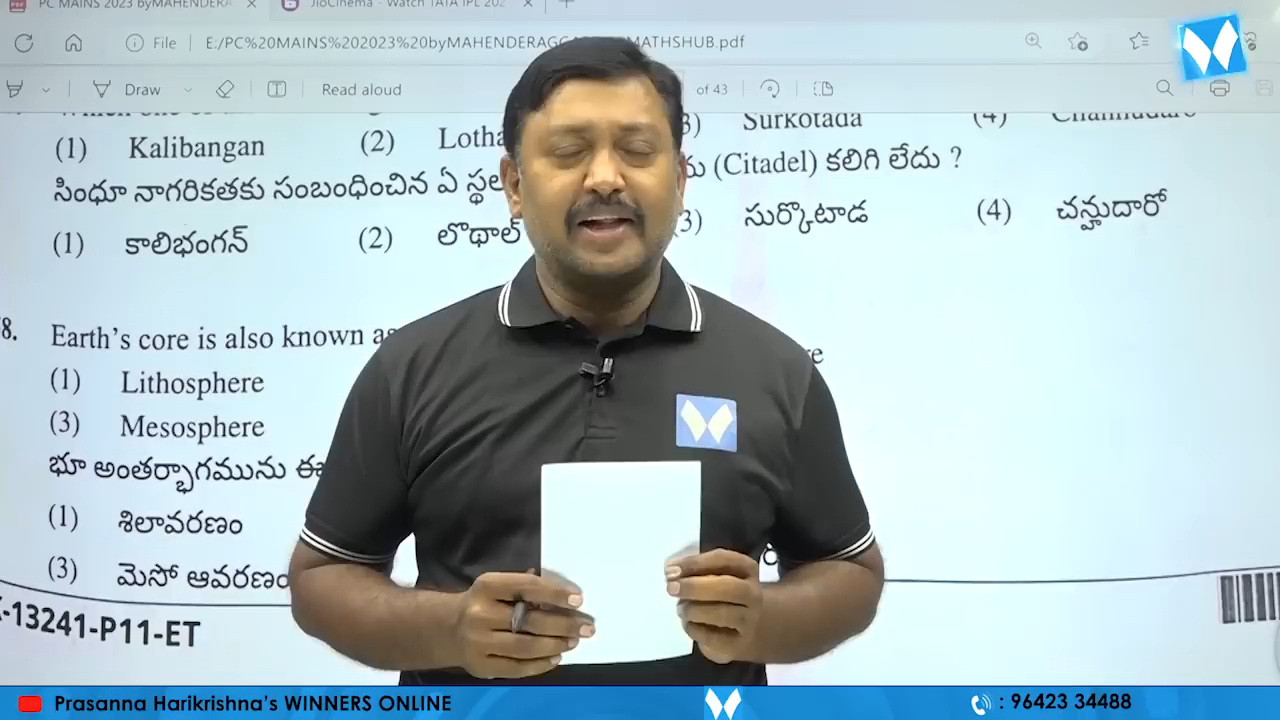 PC MAINS 2023 byMAHENDERA
JioCinema - Watch TATA IPL 202
File E:/PC%20MAINS%202023%20byMAHENDERAG MATHSHUB.pdf
Draw Read aloud of 43
(1) Kalibangan (2) Lotha 3) Surkotada (4)
సింధూ నాగరికతకు సంబంధించిన ఏ స్థల ను (Citadel) కలిగి లేదు ?
(1) కాలిభంగన్ (2) లొథాల్ 3) సుర్కొటాడ (4) చన్హుదారో
8. Earth's core is also known as
(1) Lithosphere
(3) Mesosphere
భూ అంతర్భాగమును ఈ
(1) శిలావరణం
(3) మెసో ఆవరణం
-13241-P11-ET
Prasanna Harikrishna's WINNERS ONLINE : 96423 34488